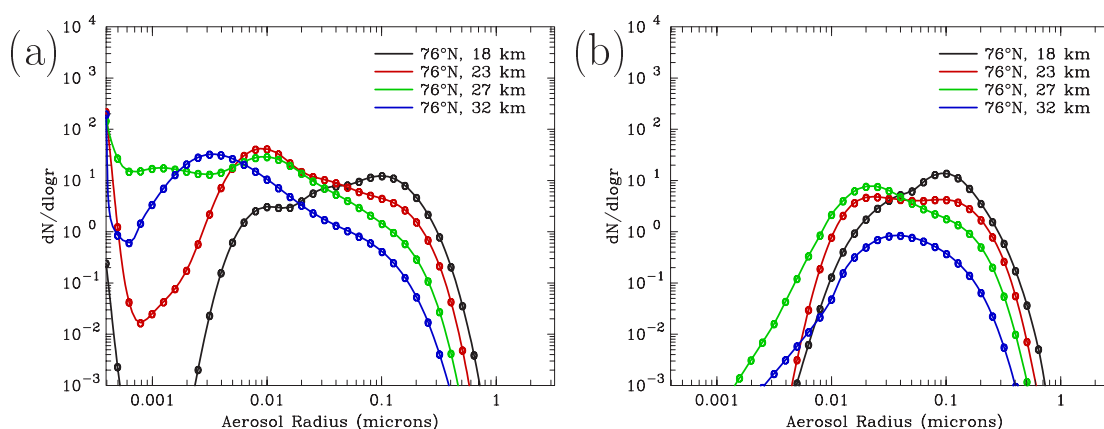 (a)
10 4
10 3
10 2
10 1
10 0
10 −1
10 −2
10 −3
dN/dlogr
76°N, 18 km
76°N, 23 km
76°N, 27 km
76°N, 32 km
0.001 0.01 0.1 1
Aerosol Radius (microns)
(b)
10 4
10 3
10 2
10 1
10 0
10 −1
10 −2
10 −3
dN/dlogr
76°N, 18 km
76°N, 23 km
76°N, 27 km
76°N, 32 km
0.001 0.01 0.1 1
Aerosol Radius (microns)